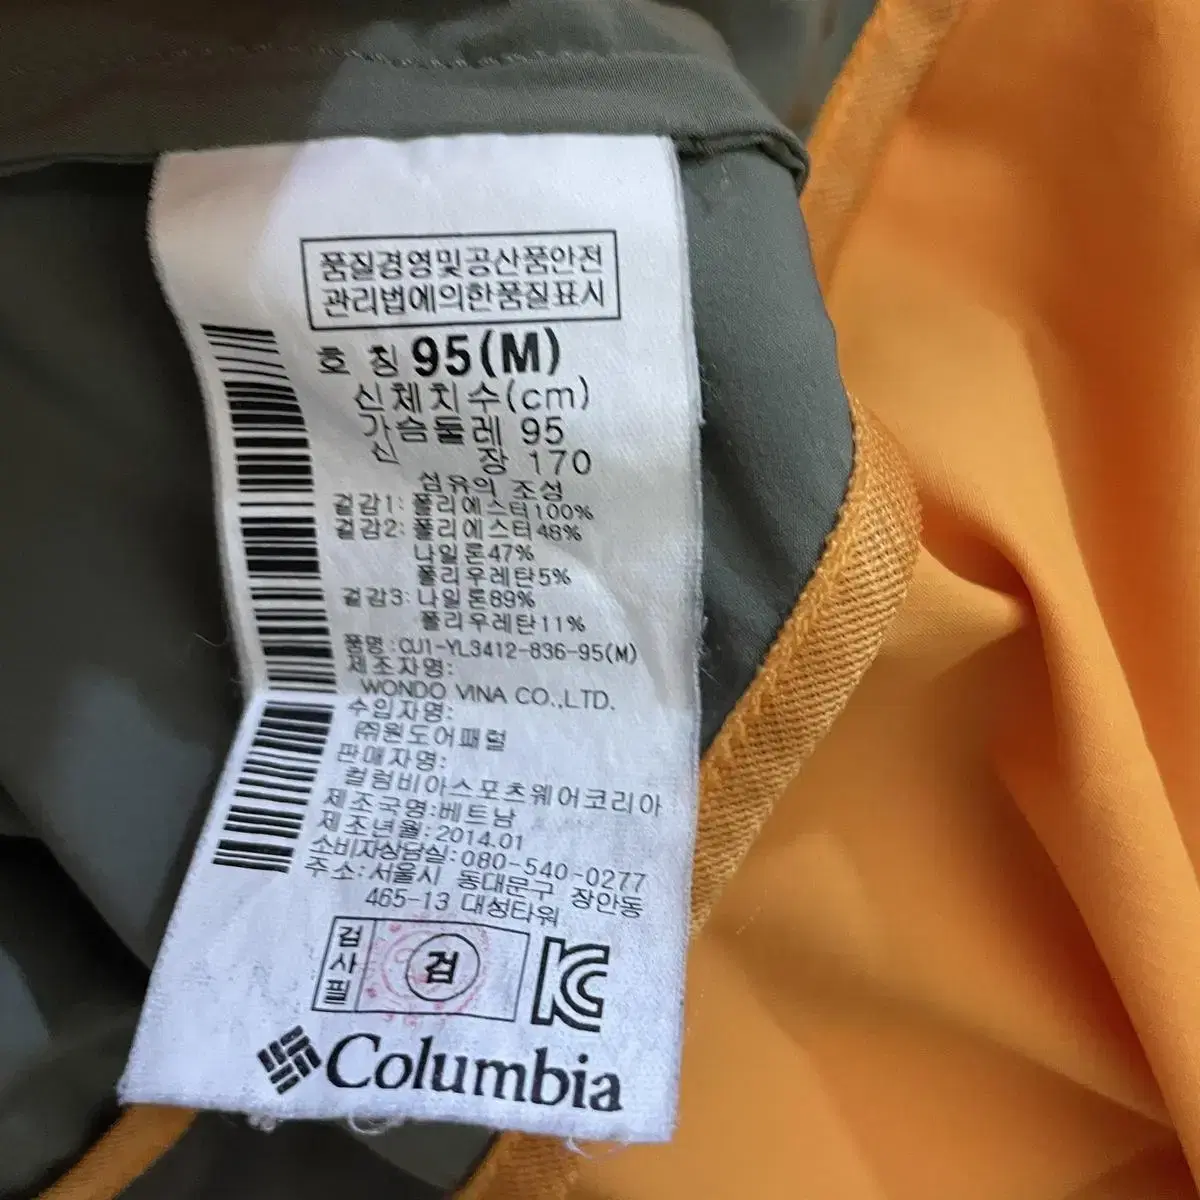 품질경영및공산품안전
관리법에의한품질표시
호 칭 95(M)
신체치수(cm)
가슴둘레 95
신 장 170
섬유의 조성
겉감1: 폴리에스터100%
겉감2: 폴리에스터48%
나일론47%
폴리우레탄5%
겉감3: 나일론89%
폴리우레탄11%
품명:CU1-YL3412-836-95(M)
제조자명:
WONDO VINA CO.,LTD.
수입자명:
㈜원도어패럴
판매자명:
컬럼비아스포츠웨어코리아
제조국명:베트남
제조년월:2014.01
소비자상담실:080-540-0277
주소:서울시 동대문구 장안동
465-13 대성타워
검사필
검
KC
Columbia